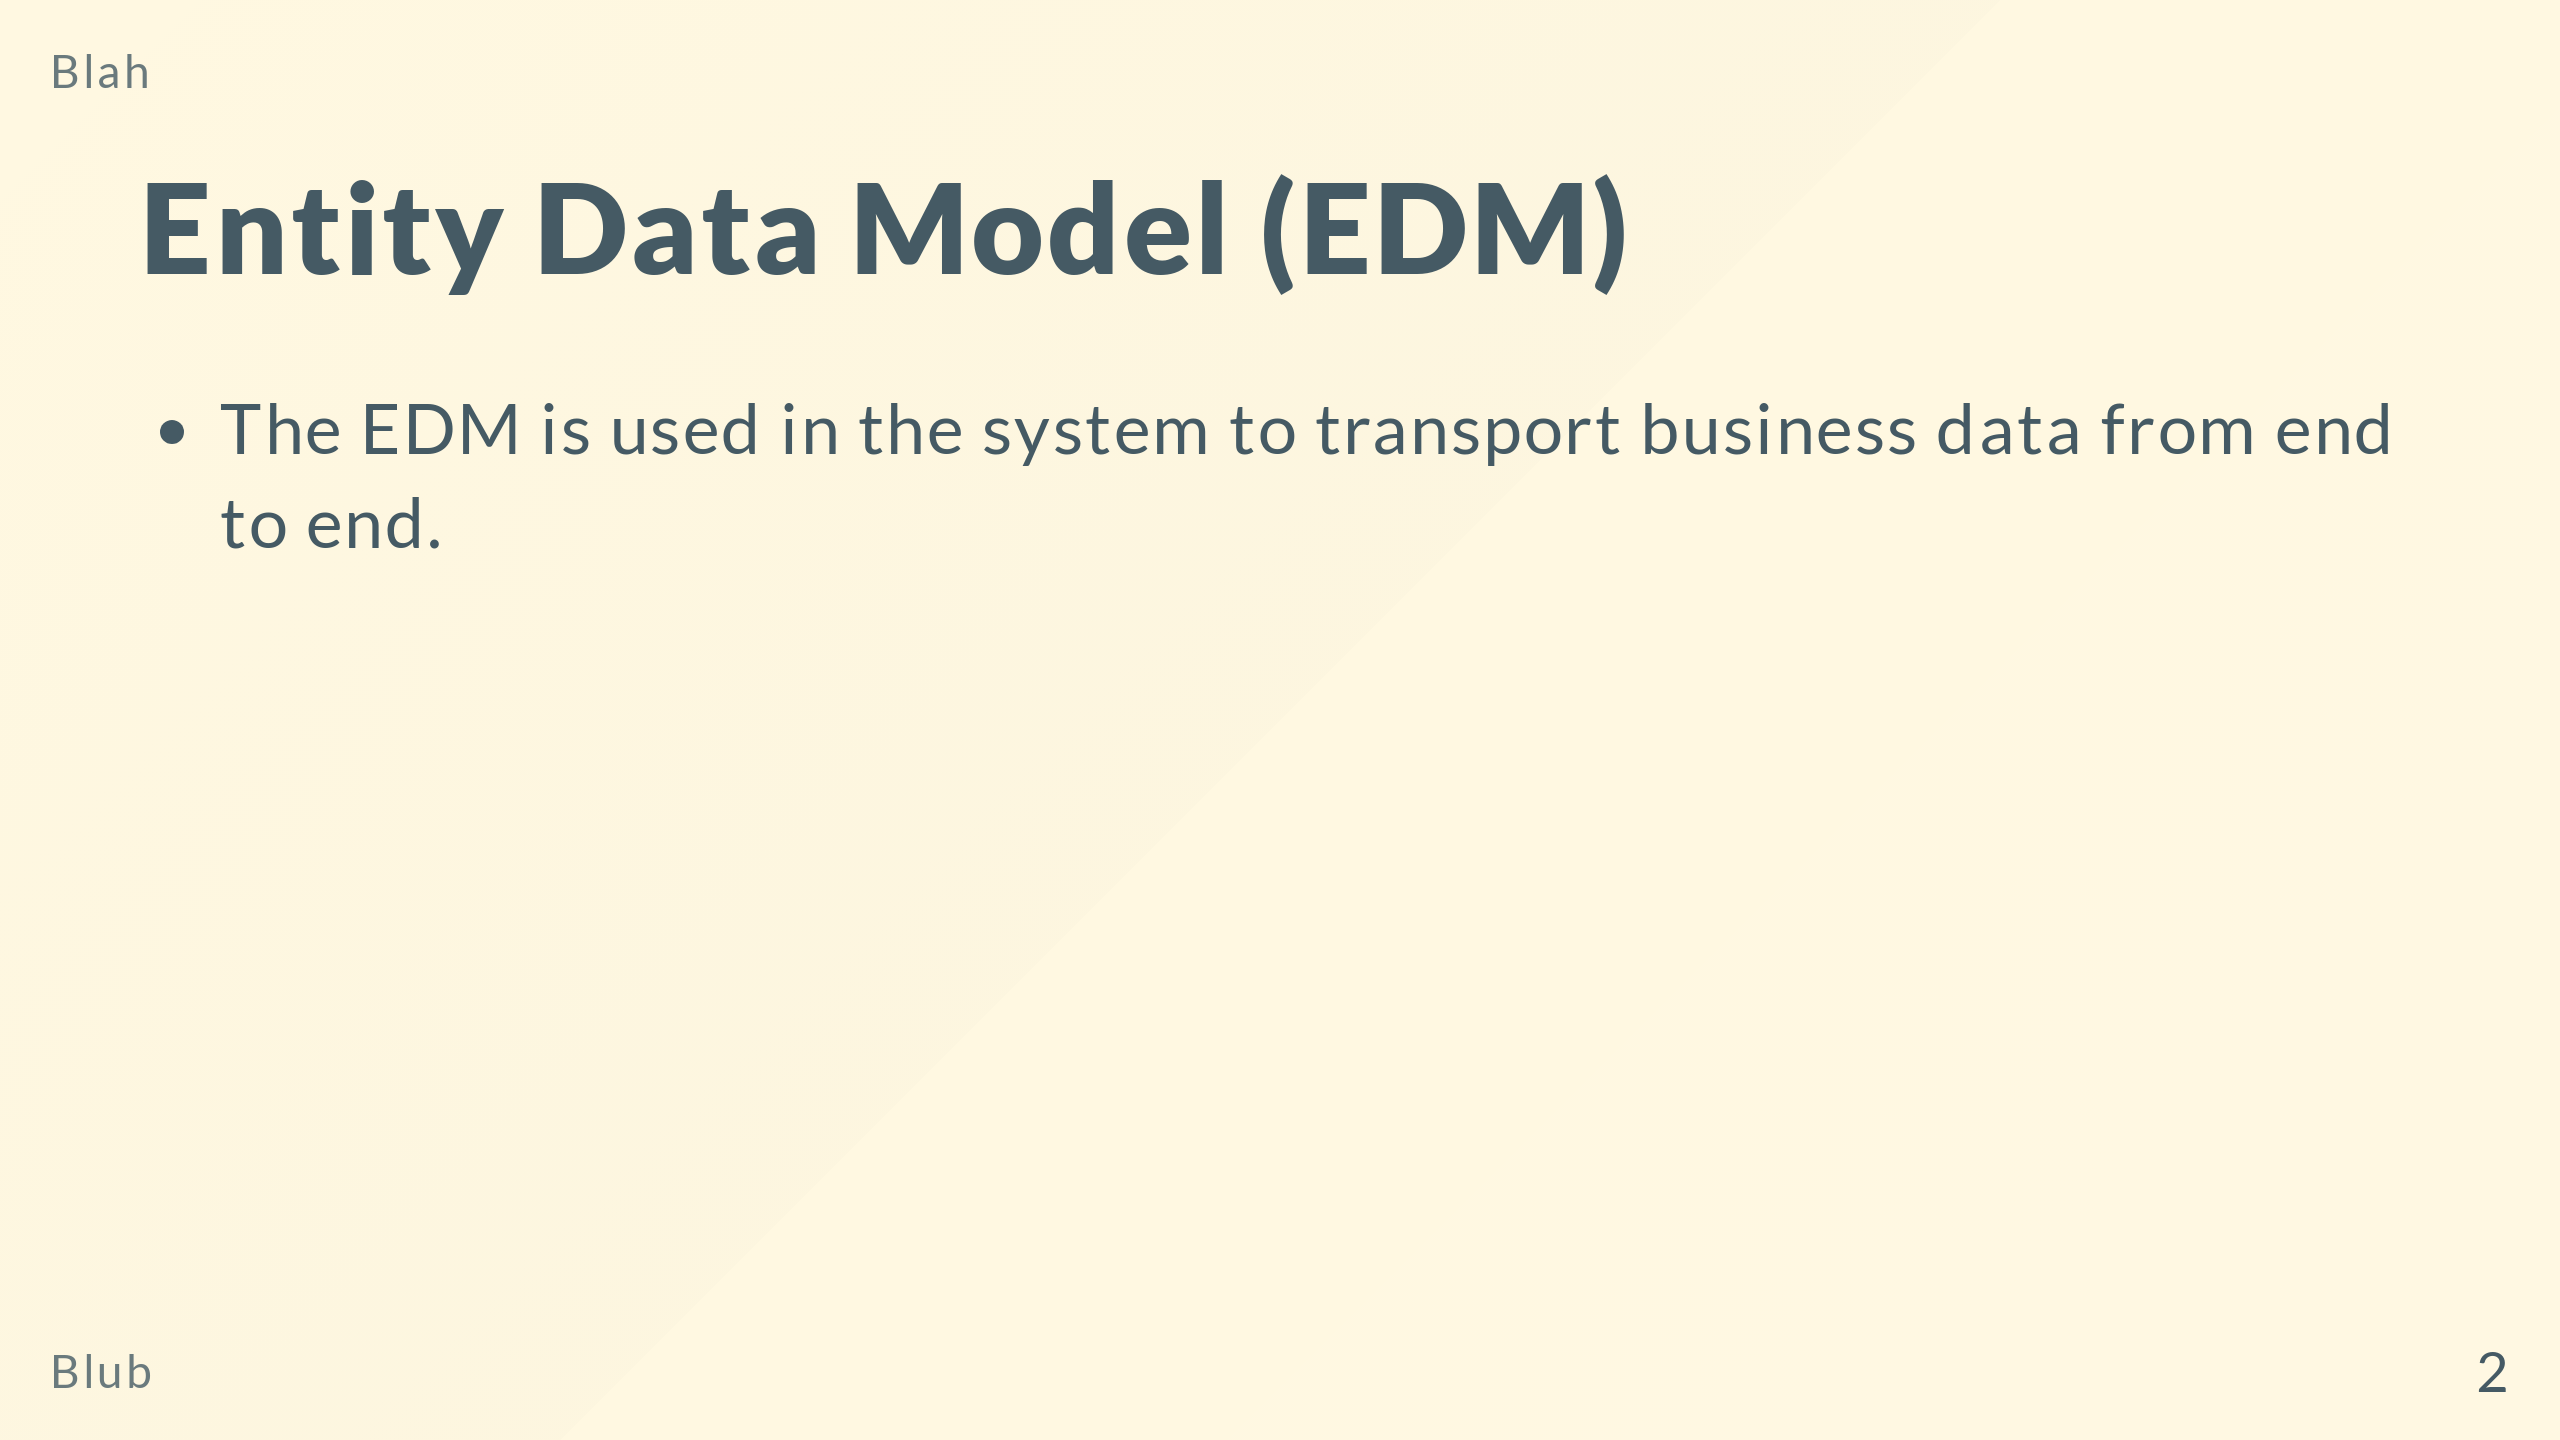 Blah
Entity Data Model (EDM)
• The EDM is used in the system to transport business data from end
to end.
Blub
2